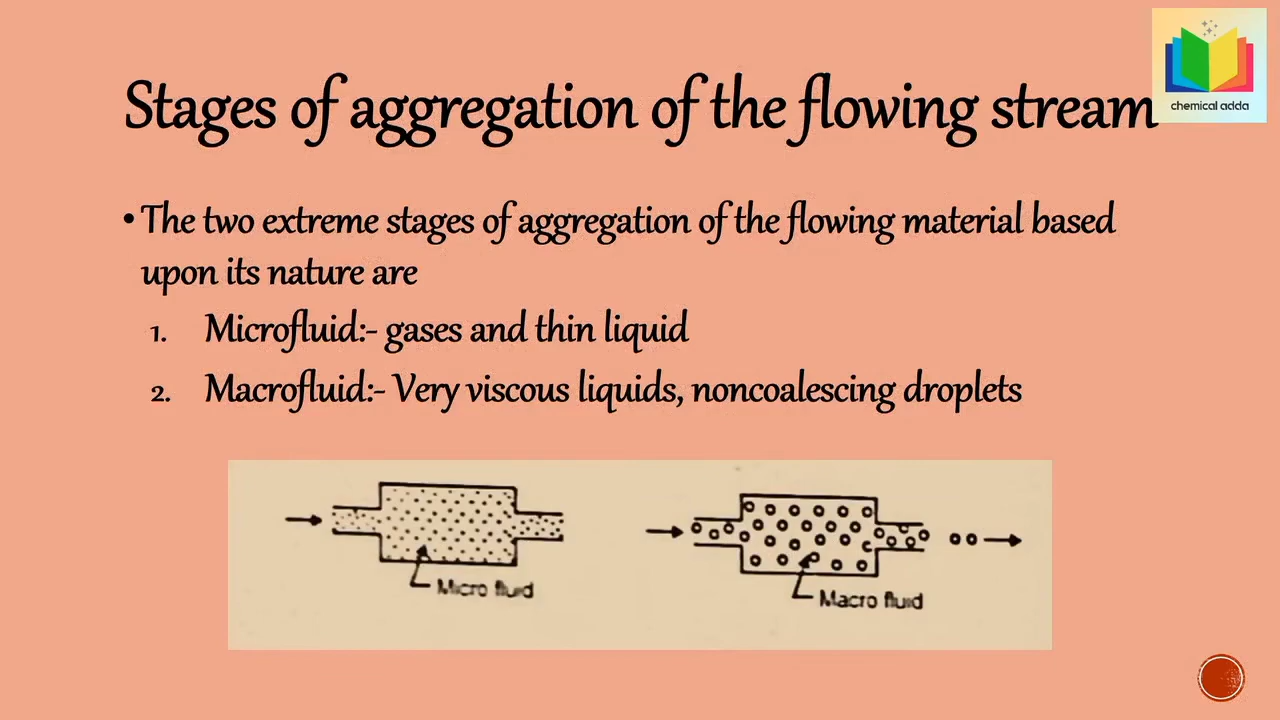 chemical adda
Stages of aggregation of the flowing stream
• The two extreme stages of aggregation of the flowing material based
upon its nature are
1. Microfluid:- gases and thin liquid
2. Macrofluid:- Very viscous liquids, noncoalescing droplets
Micro fluid
Macro fluid